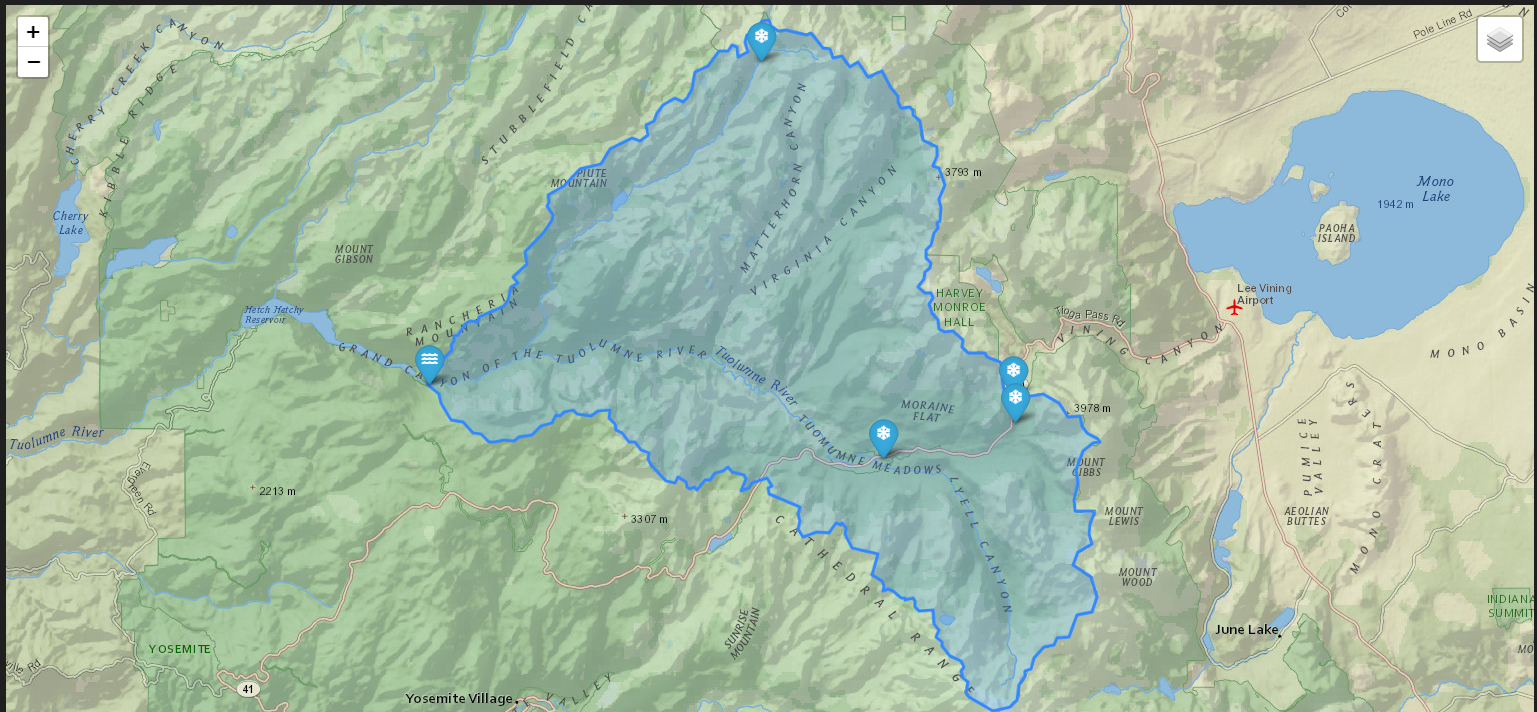 +
−
CHERRY CREEK CANYON
KIBBIE RIDGE
STUBBLEFIELD
Pole Line Rd
Cherry
Lake
PIUTE
MOUNTAIN
MATTERHORN CANYON
VIRGINIA CANYON
3793 m
Mono
Lake
1942 m
PAOHA
ISLAND
MOUNT
GIBSON
Hetch Hetchy
Reservoir
RANCHERIA
MOUNTAIN
HARVEY
MONROE
HALL
Lee Vining
Airport
Tioga Pass Rd
VINING CANYON
MONO BASIN
GRAND CANYON OF THE TUOLUMNE RIVER
Tuolumne River
TUOLUMNE MEADOWS
MORAINE
FLAT
3978 m
Tuolumne River
Evergreen Rd
2213 m
3307 m
MOUNT
GIBBS
LYELL CANYON
MOUNT
LEWIS
PUMICE
VALLEY
MONO CRATERS
AEOLIAN
BUTTES
CATHEDRAL RANGE
MOUNT
WOOD
SUNRISE
MOUNTAIN
INDIANA
SUMMIT
June Lake
YOSEMITE
41
Yosemite Village
VALLEY
MO